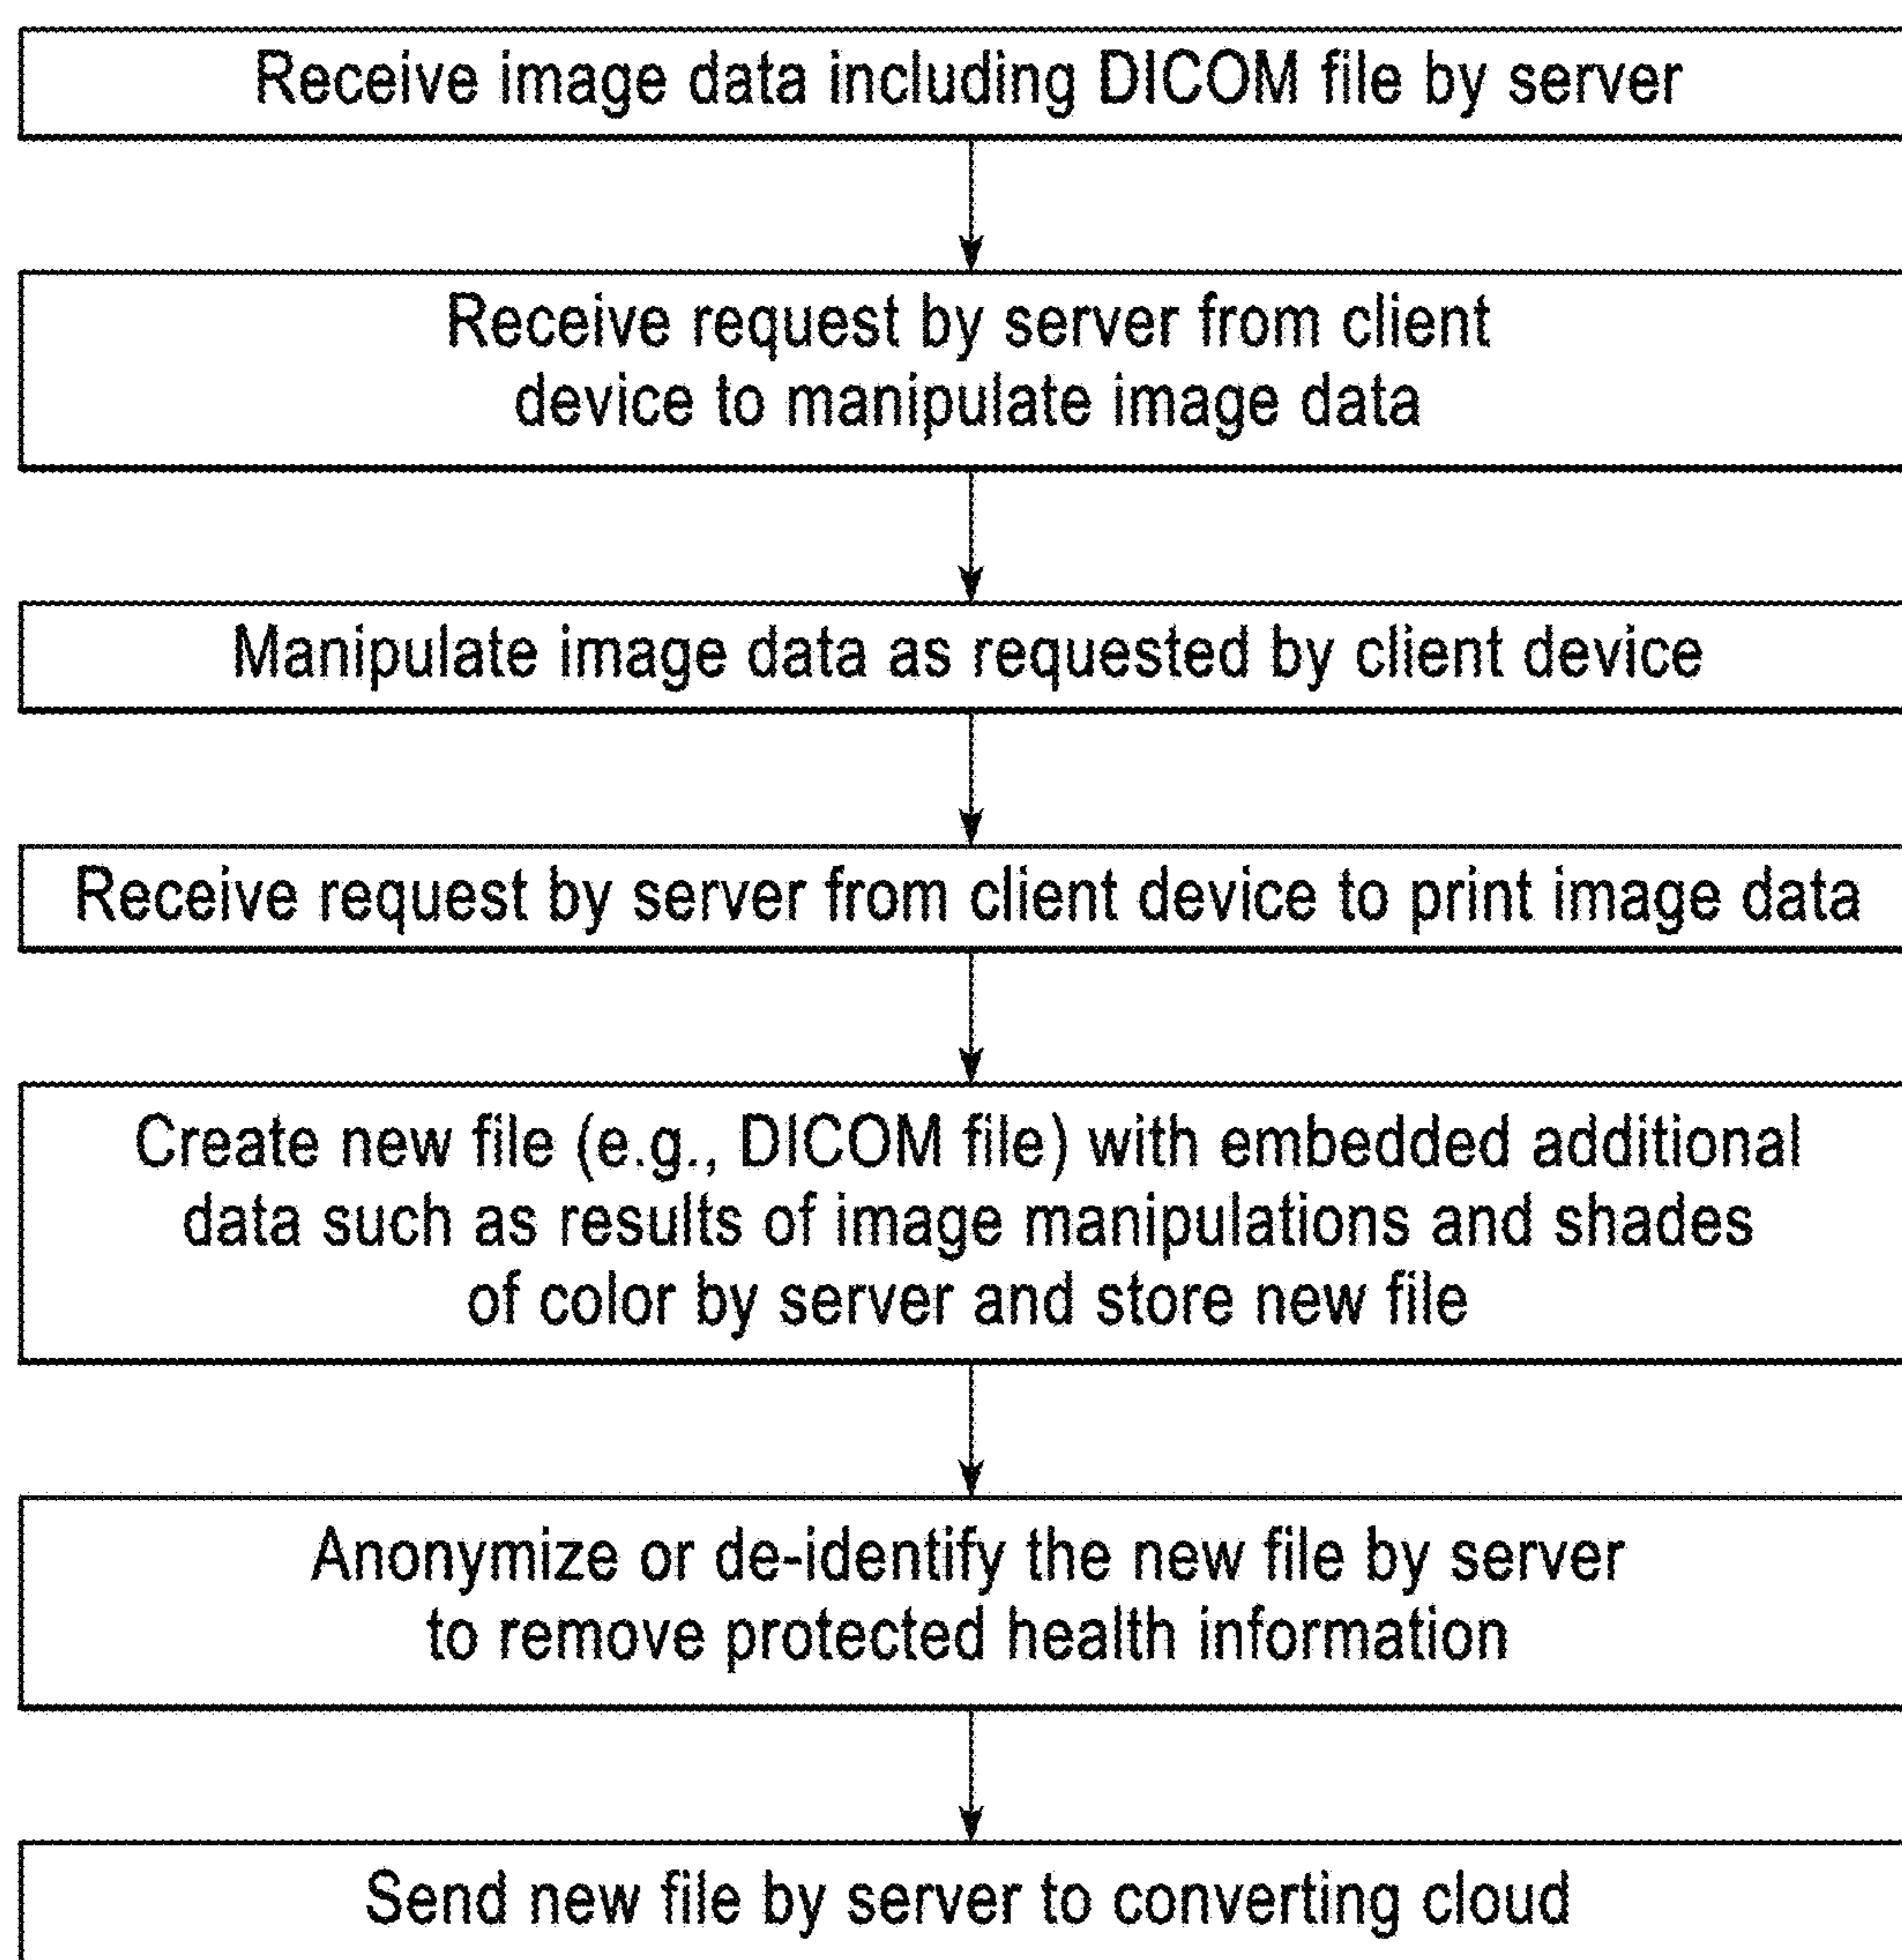 Receive image data including DICOM file by server
Receive request by server from client
device to manipulate image data
Manipulate image data as requested by client device
Receive request by server from client device to print image data
Create new file (e.g., DICOM file) with embedded additional
data such as results of image manipulations and shades
of color by server and store new file
Anonymize or de-identify the new file by server
to remove protected health information
Send new file by server to converting cloud